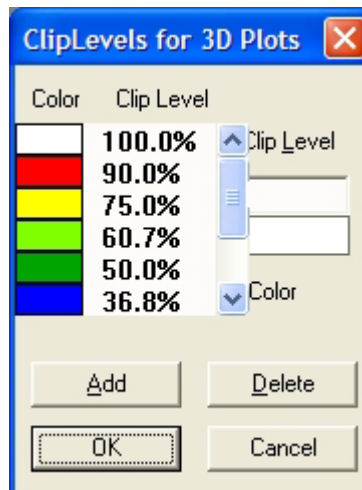 ClipLevels for 3D Plots
Color Clip Level
100.0%
90.0%
75.0%
60.7%
50.0%
36.8%
Clip Level
Color
Add Delete
OK Cancel